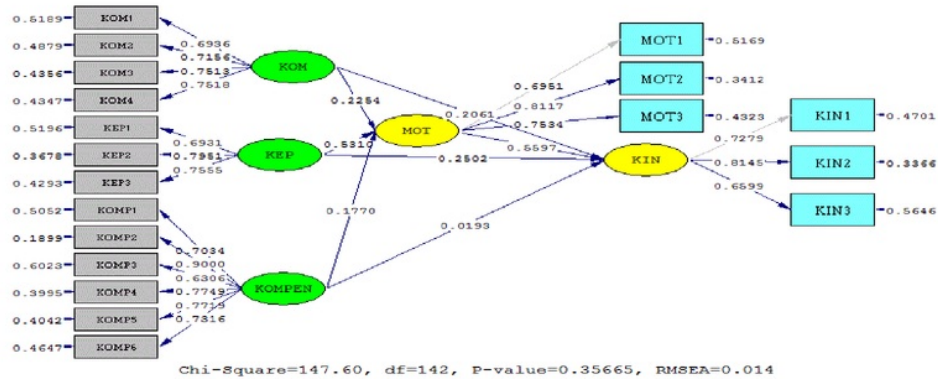 0.5189 KOM1
0.4879 KOM2
0.4356 KOM3
0.4347 KOM4
0.5196 KEP1
0.3678 KEP2
0.4293 KEP3
0.5052 KOMP1
0.1899 KOMP2
0.6023 KOMP3
0.3995 KOMP4
0.4042 KOMP5
0.4647 KOMP6
0.6936
0.7156
0.7513
0.7518
0.6931
0.7951
0.7555
0.7034
0.9000
0.6306
0.7749
0.7719
0.7316
KOM
KEP
KOMPEN
0.2254
0.5310
0.1770
MOT
0.2061
0.5597
0.2502
0.0193
KIN
0.6951
0.8117
0.7534
MOT1 0.5169
MOT2 0.3412
MOT3 0.4323
0.7279
0.8145
0.6599
KIN1 0.4701
KIN2 0.3366
KIN3 0.5646
Chi-Square=147.60, df=142, P-value=0.35665, RMSEA=0.014